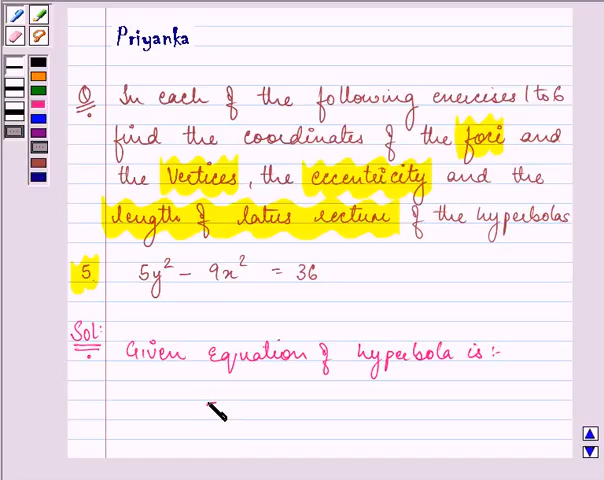 Priyanka
Q In each of the following exercises 1 to 6
find the coordinates of the foci and
the vertices, the eccentricity and the
length of latus rectum of the hyperbolas
5. 5y² − 9x² = 36
Sol: Given Equation of hyperbola is :-